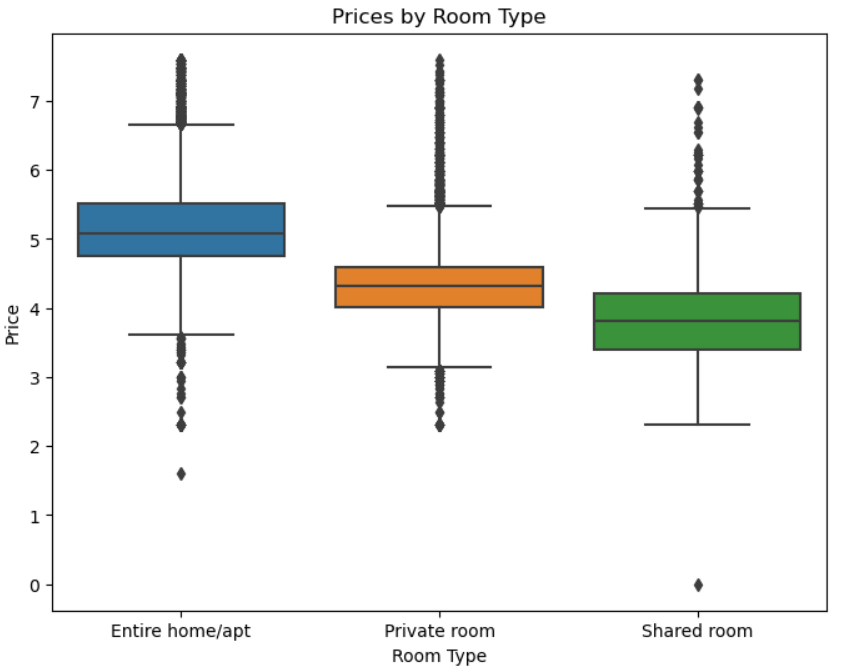 Prices by Room Type
Price
7
6
5
4
3
2
1
0
Entire home/apt
Private room
Shared room
Room Type